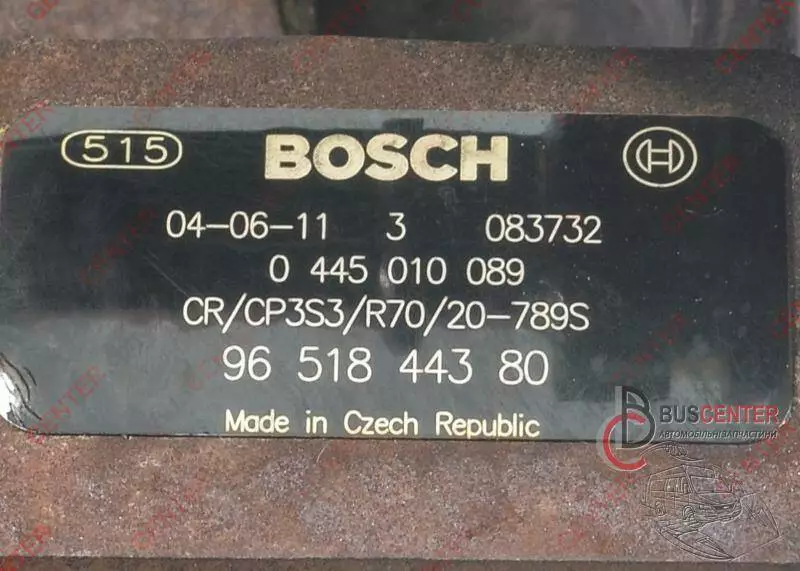 515 BOSCH
04-06-11 3 083732
0 445 010 089
CR/CP3S3/R70/20-789S
96 518 443 80
Made in Czech Republic
BUSCENTER
АВТОМОБІЛЬНІ ЗАПЧАСТИНИ
CENTER